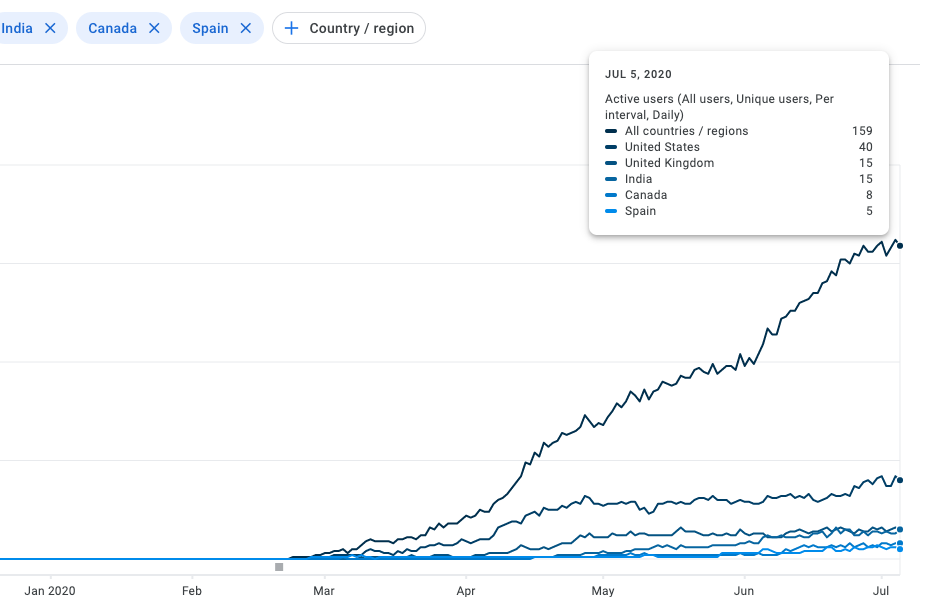 India
Canada
Spain
Country / region
JUL 5, 2020
Active users (All users, Unique users, Per
interval, Daily)
All countries / regions 159
United States 40
United Kingdom 15
India 15
Canada 8
Spain 5
Jan 2020 Feb Mar Apr May Jun Jul